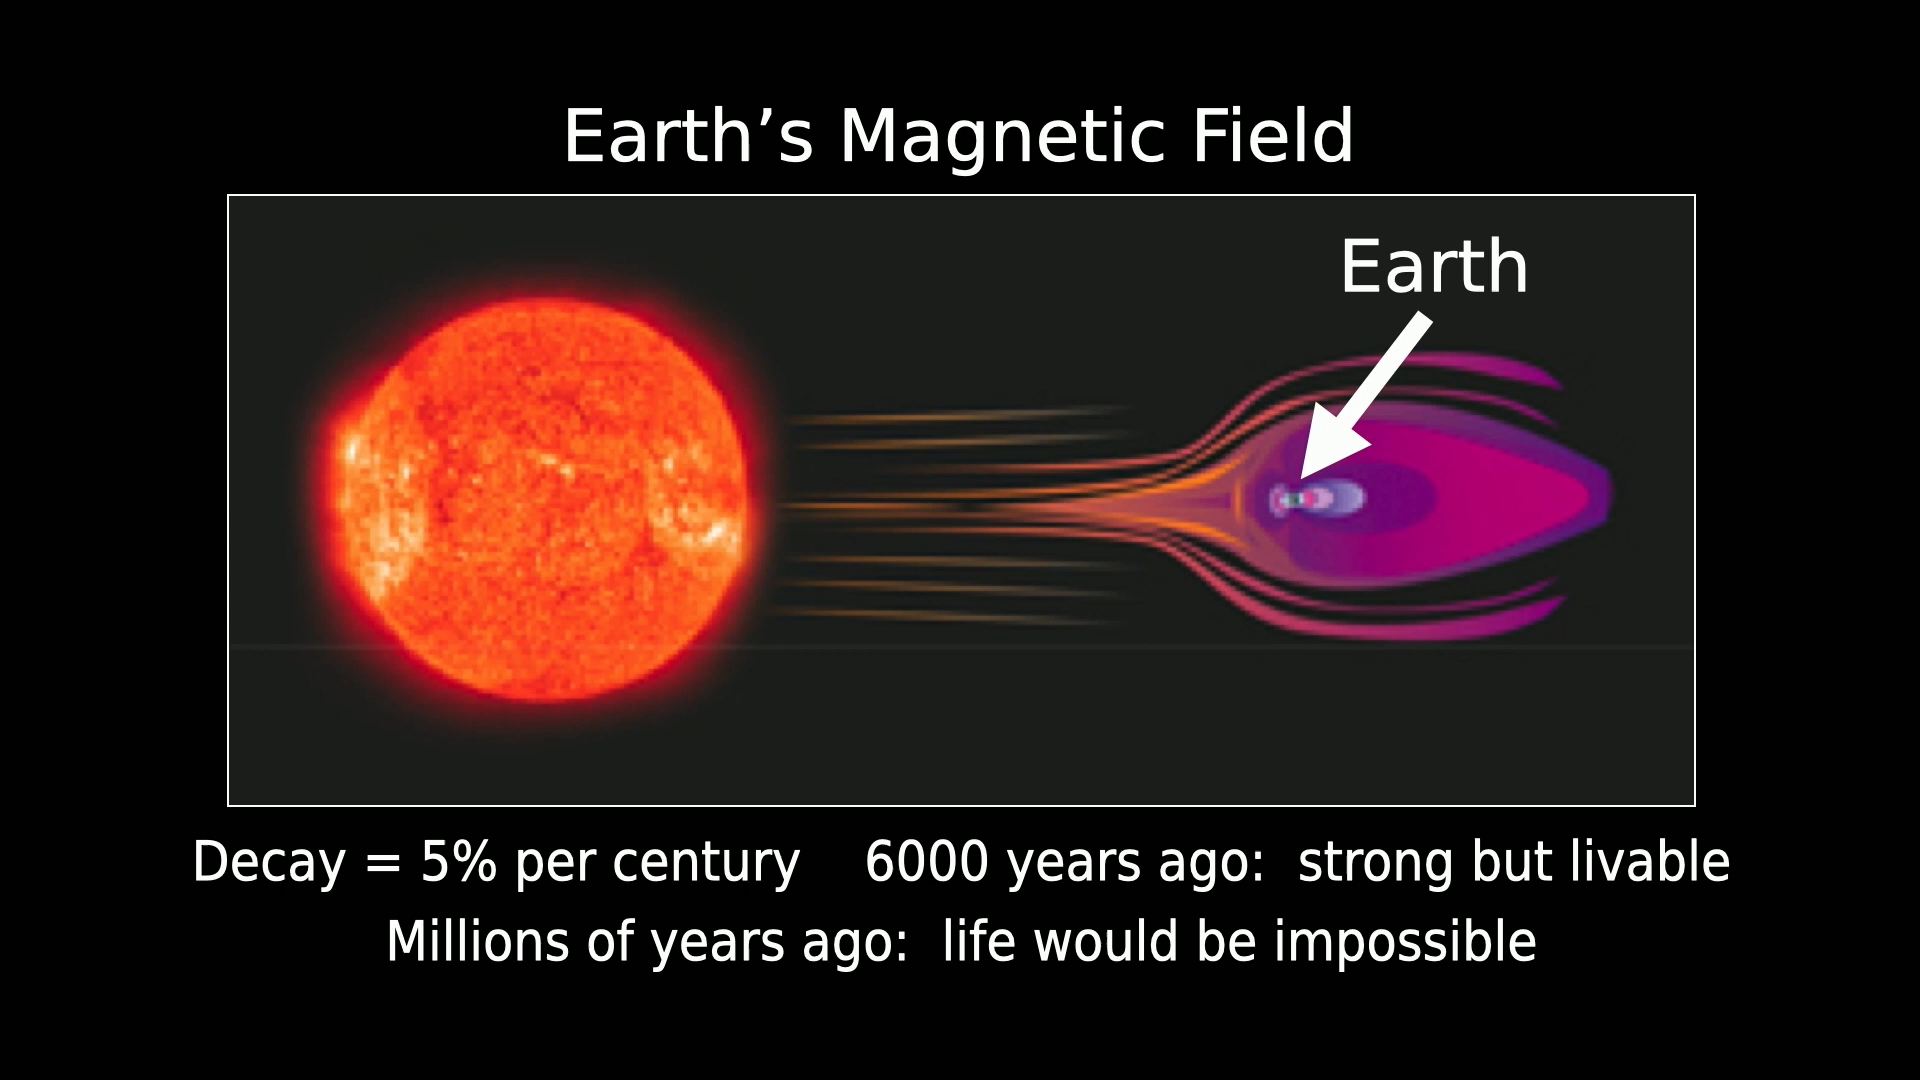 Earth’s Magnetic Field
Earth
Decay = 5% per century    6000 years ago:  strong but livable
Millions of years ago:  life would be impossible